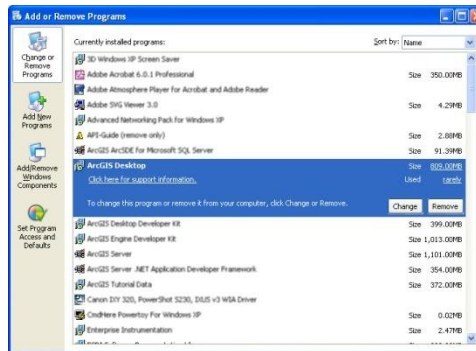 Add or Remove Programs
Change or
Remove
Programs
Add New
Programs
Add/Remove
Windows
Components
Set Program
Access and
Defaults
Currently installed programs:
Sort by: Name
3D Windows XP Screen Saver
Adobe Acrobat 6.0.1 Professional Size 350.00MB
Adobe Atmosphere Player for Acrobat and Adobe Reader
Adobe SVG Viewer 3.0 Size 4.29MB
Advanced Networking Pack for Windows XP
API-Guide (remove only) Size 2.88MB
ArcGIS ArcSDE for Microsoft SQL Server Size 91.39MB
ArcGIS Desktop Size 809.00MB
Click here for support information. Used rarely
To change this program or remove it from your computer, click Change or Remove. Change Remove
ArcGIS Desktop Developer Kit Size 399.00MB
ArcGIS Engine Developer Kit Size 1,013.00MB
ArcGIS Server Size 1,101.00MB
ArcGIS Server .NET Application Developer Framework Size 354.00MB
ArcGIS Tutorial Data Size 372.00MB
Canon DIY 320, PowerShot S230, IXUS v3 WIA Driver
CmdHere Powertoy For Windows XP Size 0.02MB
Enterprise Instrumentation Size 2.47MB